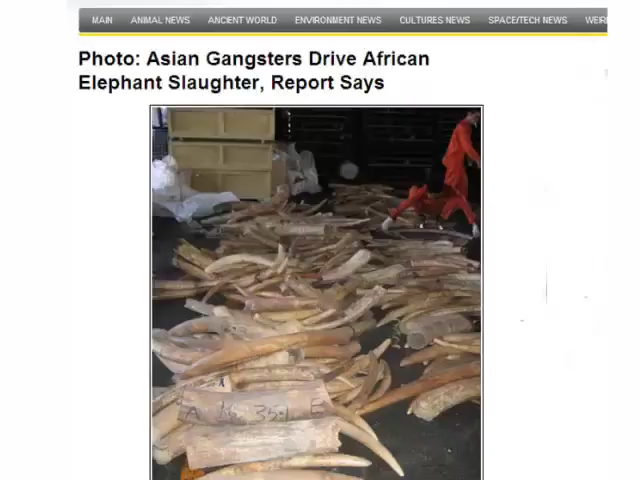 MAIN ANIMAL NEWS ANCIENT WORLD ENVIRONMENT NEWS CULTURES NEWS SPACE/TECH NEWS
Photo: Asian Gangsters Drive African
Elephant Slaughter, Report Says